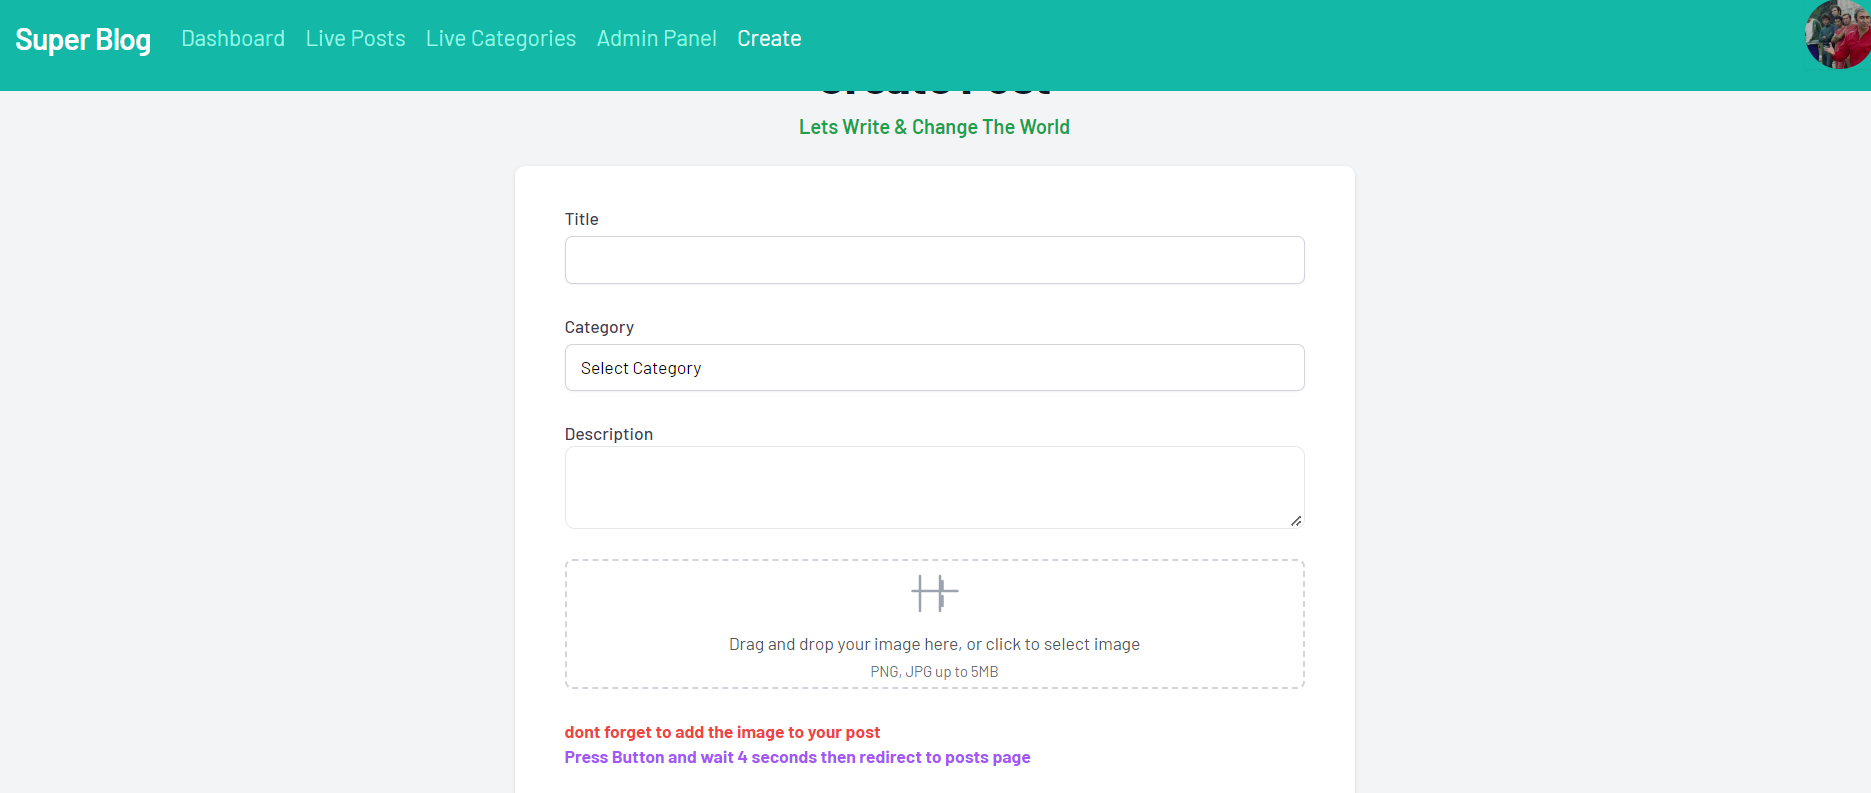 Super Blog Dashboard Live Posts Live Categories Admin Panel Create
Create Post
Lets Write & Change The World
Title
Category
Select Category
Description
Drag and drop your image here, or click to select image
PNG, JPG up to 5MB
dont forget to add the image to your post
Press Button and wait 4 seconds then redirect to posts page